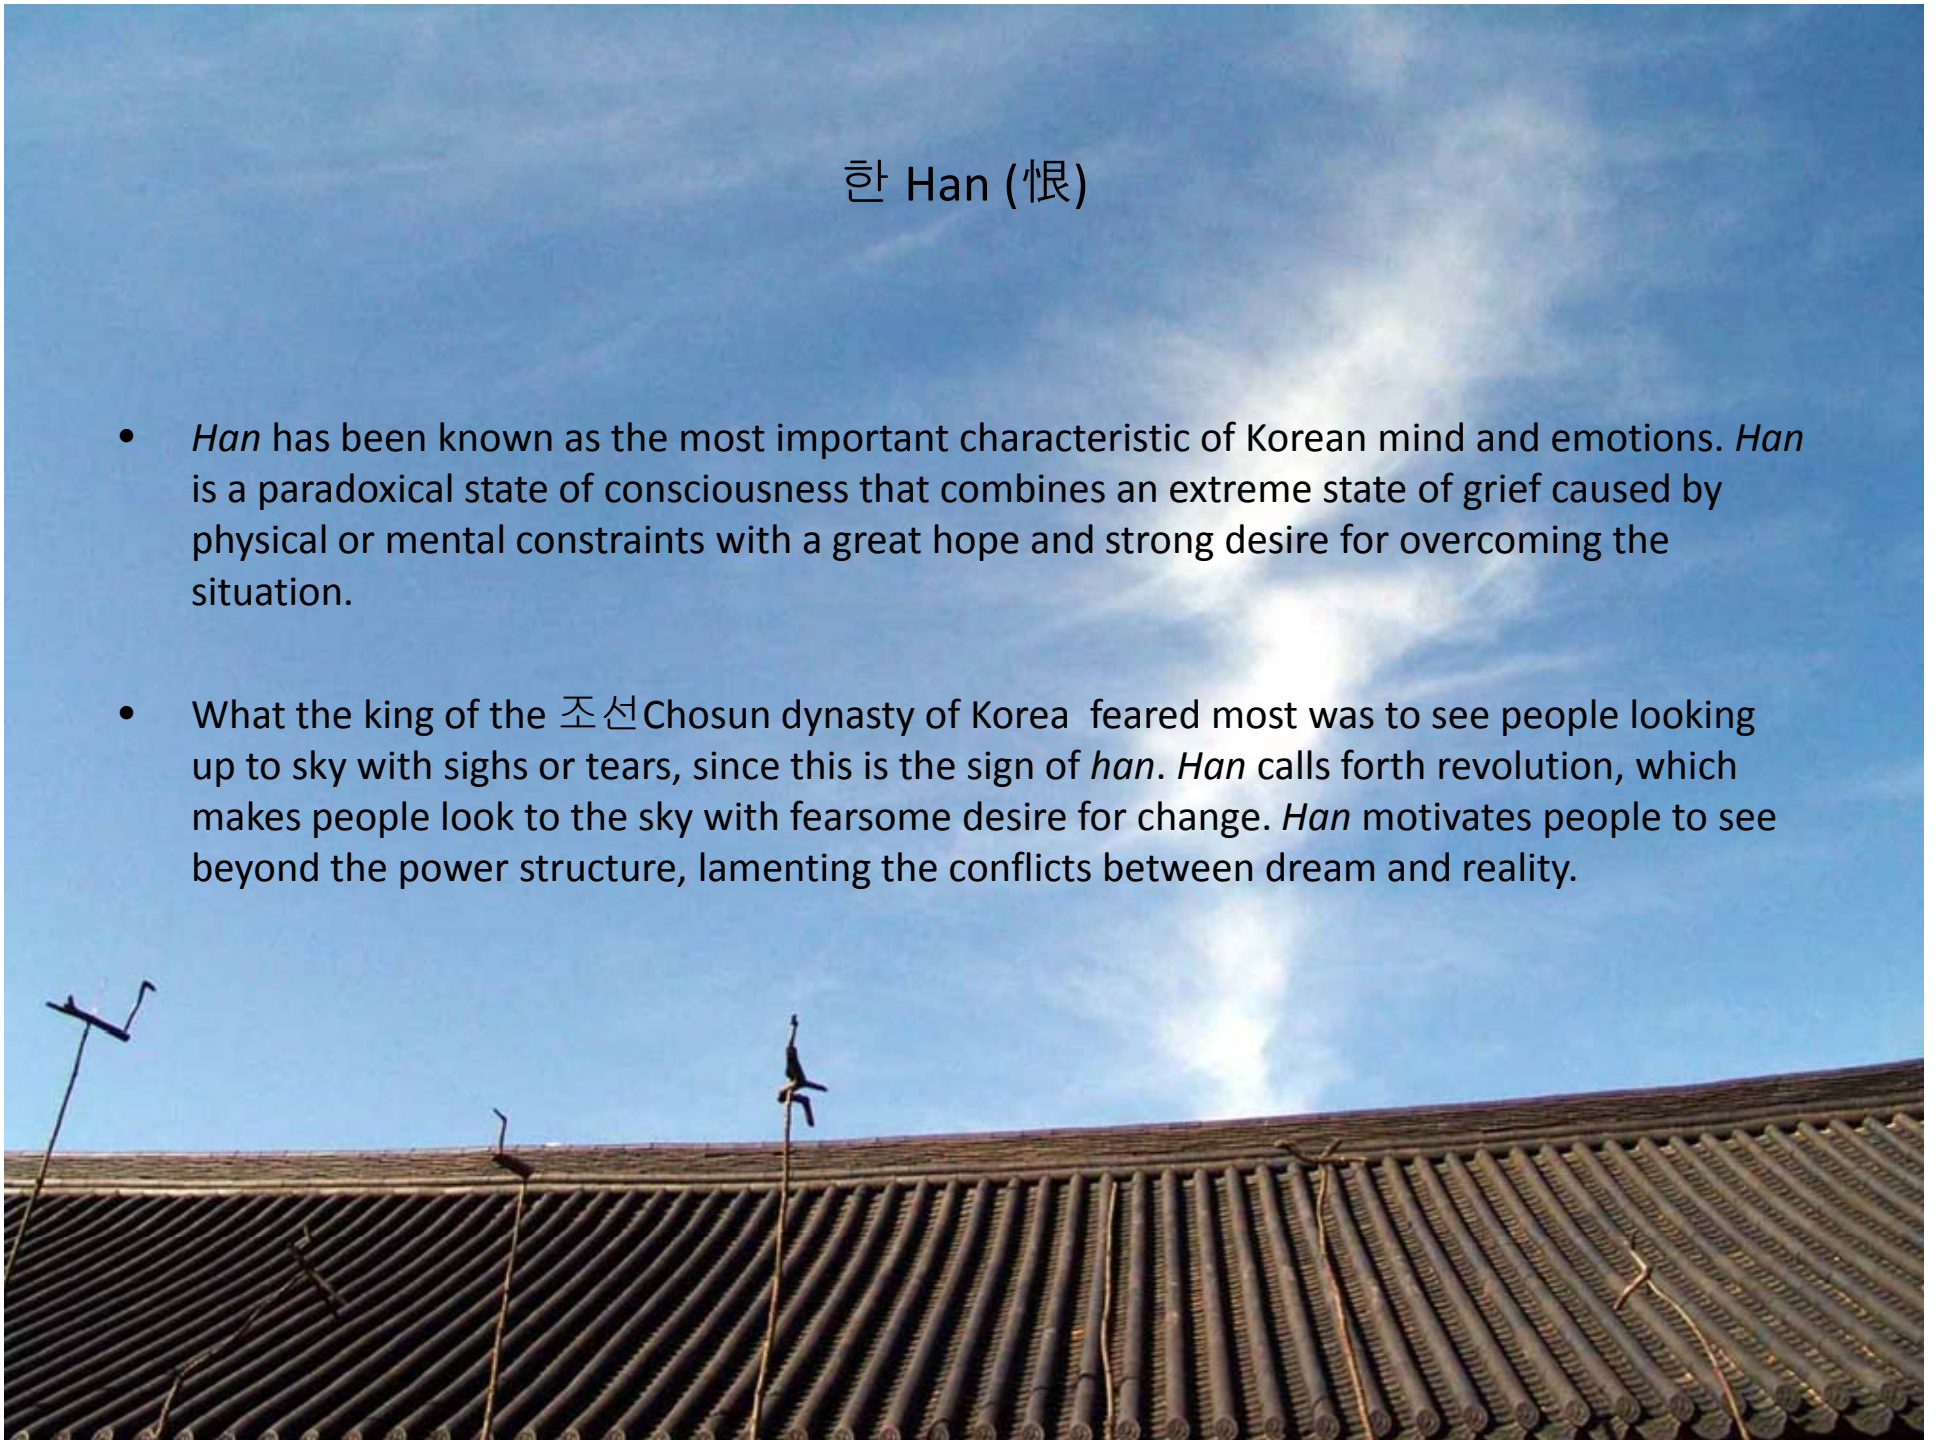 한 Han (恨)
• Han has been known as the most important characteristic of Korean mind and emotions. Han
is a paradoxical state of consciousness that combines an extreme state of grief caused by
physical or mental constraints with a great hope and strong desire for overcoming the
situation.
• What the king of the 조선Chosun dynasty of Korea  feared most was to see people looking
up to sky with sighs or tears, since this is the sign of han. Han calls forth revolution, which
makes people look to the sky with fearsome desire for change. Han motivates people to see
beyond the power structure, lamenting the conflicts between dream and reality.